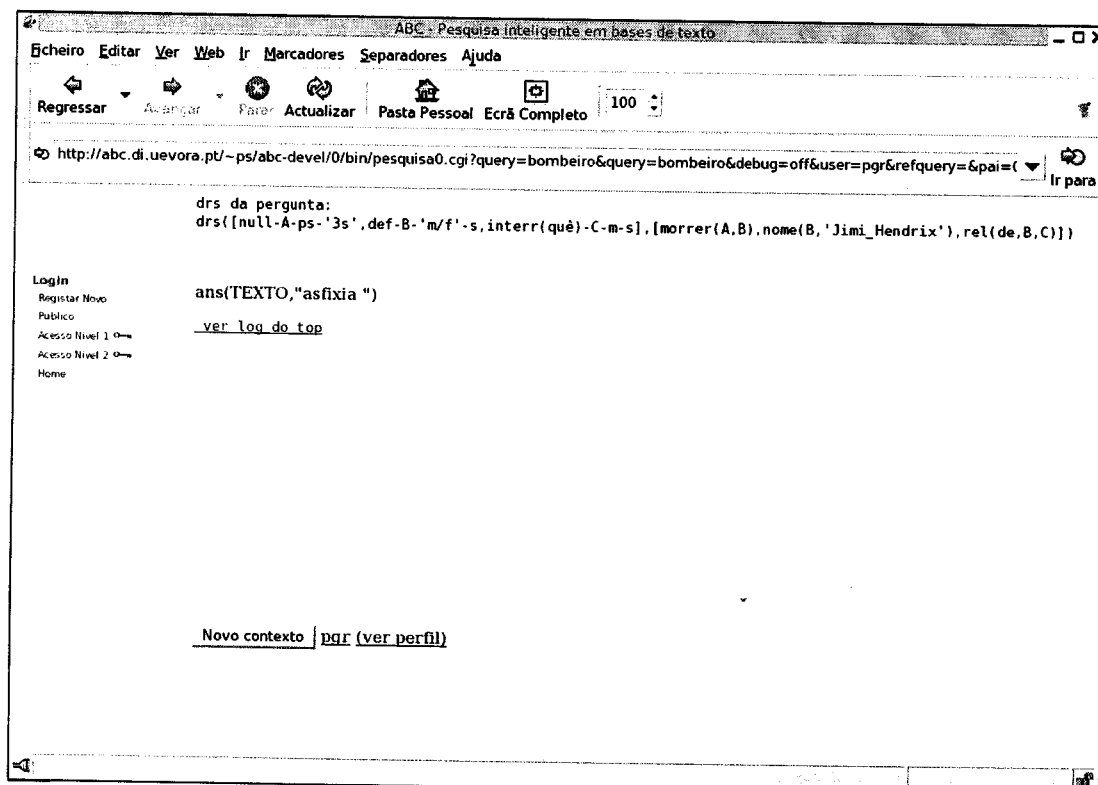 ABC - Pesquisa inteligente em bases de texto
Ficheiro Editar Ver Web Ir Marcadores Separadores Ajuda
Regressar Avançar Parar Actualizar Pasta Pessoal Ecrã Completo 100
http://abc.di.uevora.pt/~ps/abc-devel/0/bin/pesquisa0.cgi?query=bombeiro&query=bombeiro&debug=off&user=pgr&refquery=&pai=( Ir para
drs da pergunta:
drs([null-A-ps-'3s',def-B-'m/f'-s,interr(què)-C-m-s],[morrer(A,B),nome(B,'Jimi_Hendrix'),rel(de,B,C)])
Login
Registar Novo
Publico
Acesso Nivel 1
Acesso Nivel 2
Home
ans(TEXTO,"asfixia ")
ver log do top
Novo contexto pgr (ver perfil)